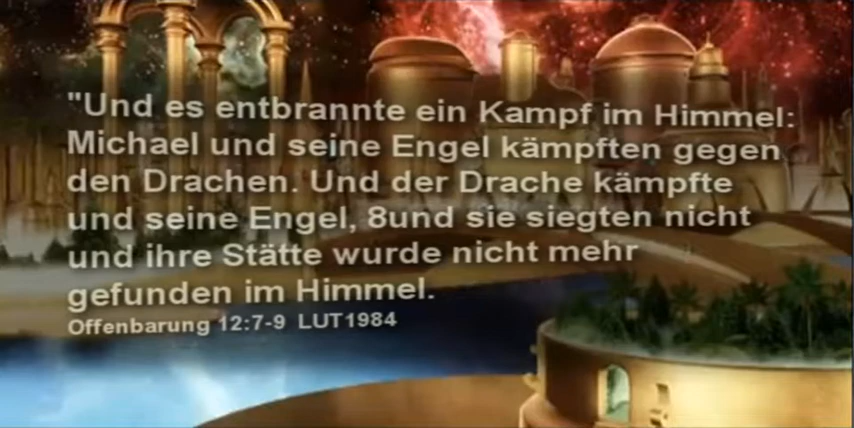 "Und es entbrannte ein Kampf im Himmel:
Michael und seine Engel kämpften gegen
den Drachen. Und der Drache kämpfte
und seine Engel, 8und sie siegten nicht
und ihre Stätte wurde nicht mehr
gefunden im Himmel.
Offenbarung 12:7-9 LUT1984